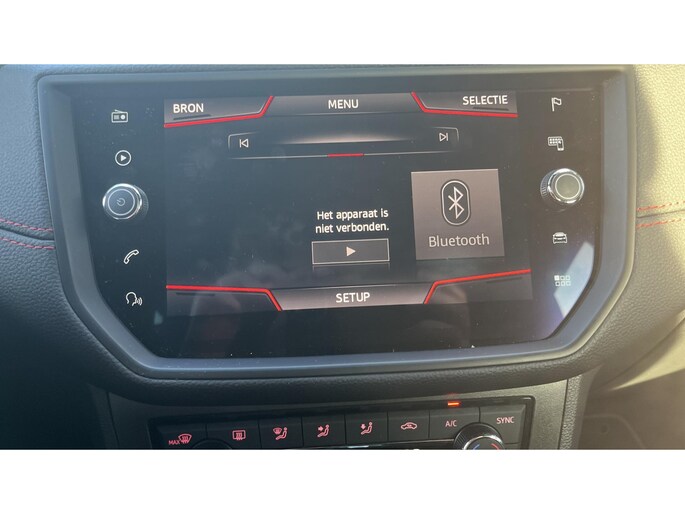 BRON
MENU
SELECTIE
Het apparaat is
niet verbonden.
Bluetooth
SETUP
MAX
A/C
SYNC